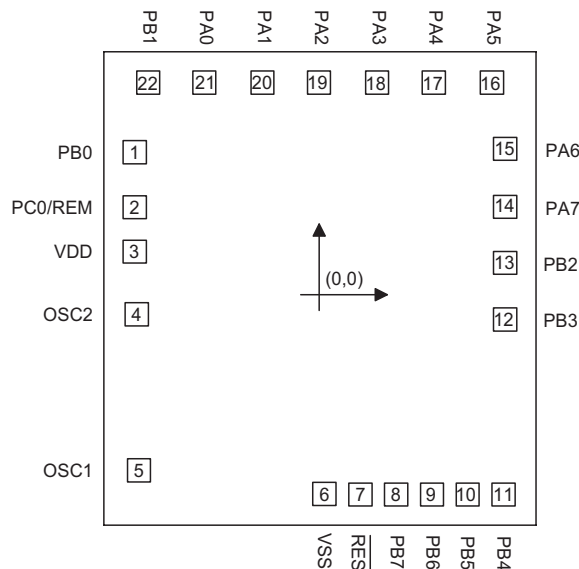 PB1 PA0 PA1 PA2 PA3 PA4 PA5
22 21 20 19 18 17 16
PB0 1 15 PA6
PC0/REM 2 14 PA7
VDD 3 13 PB2
(0,0)
OSC2 4 12 PB3
OSC1 5
6 7 8 9 10 11
VSS RES PB7 PB6 PB5 PB4